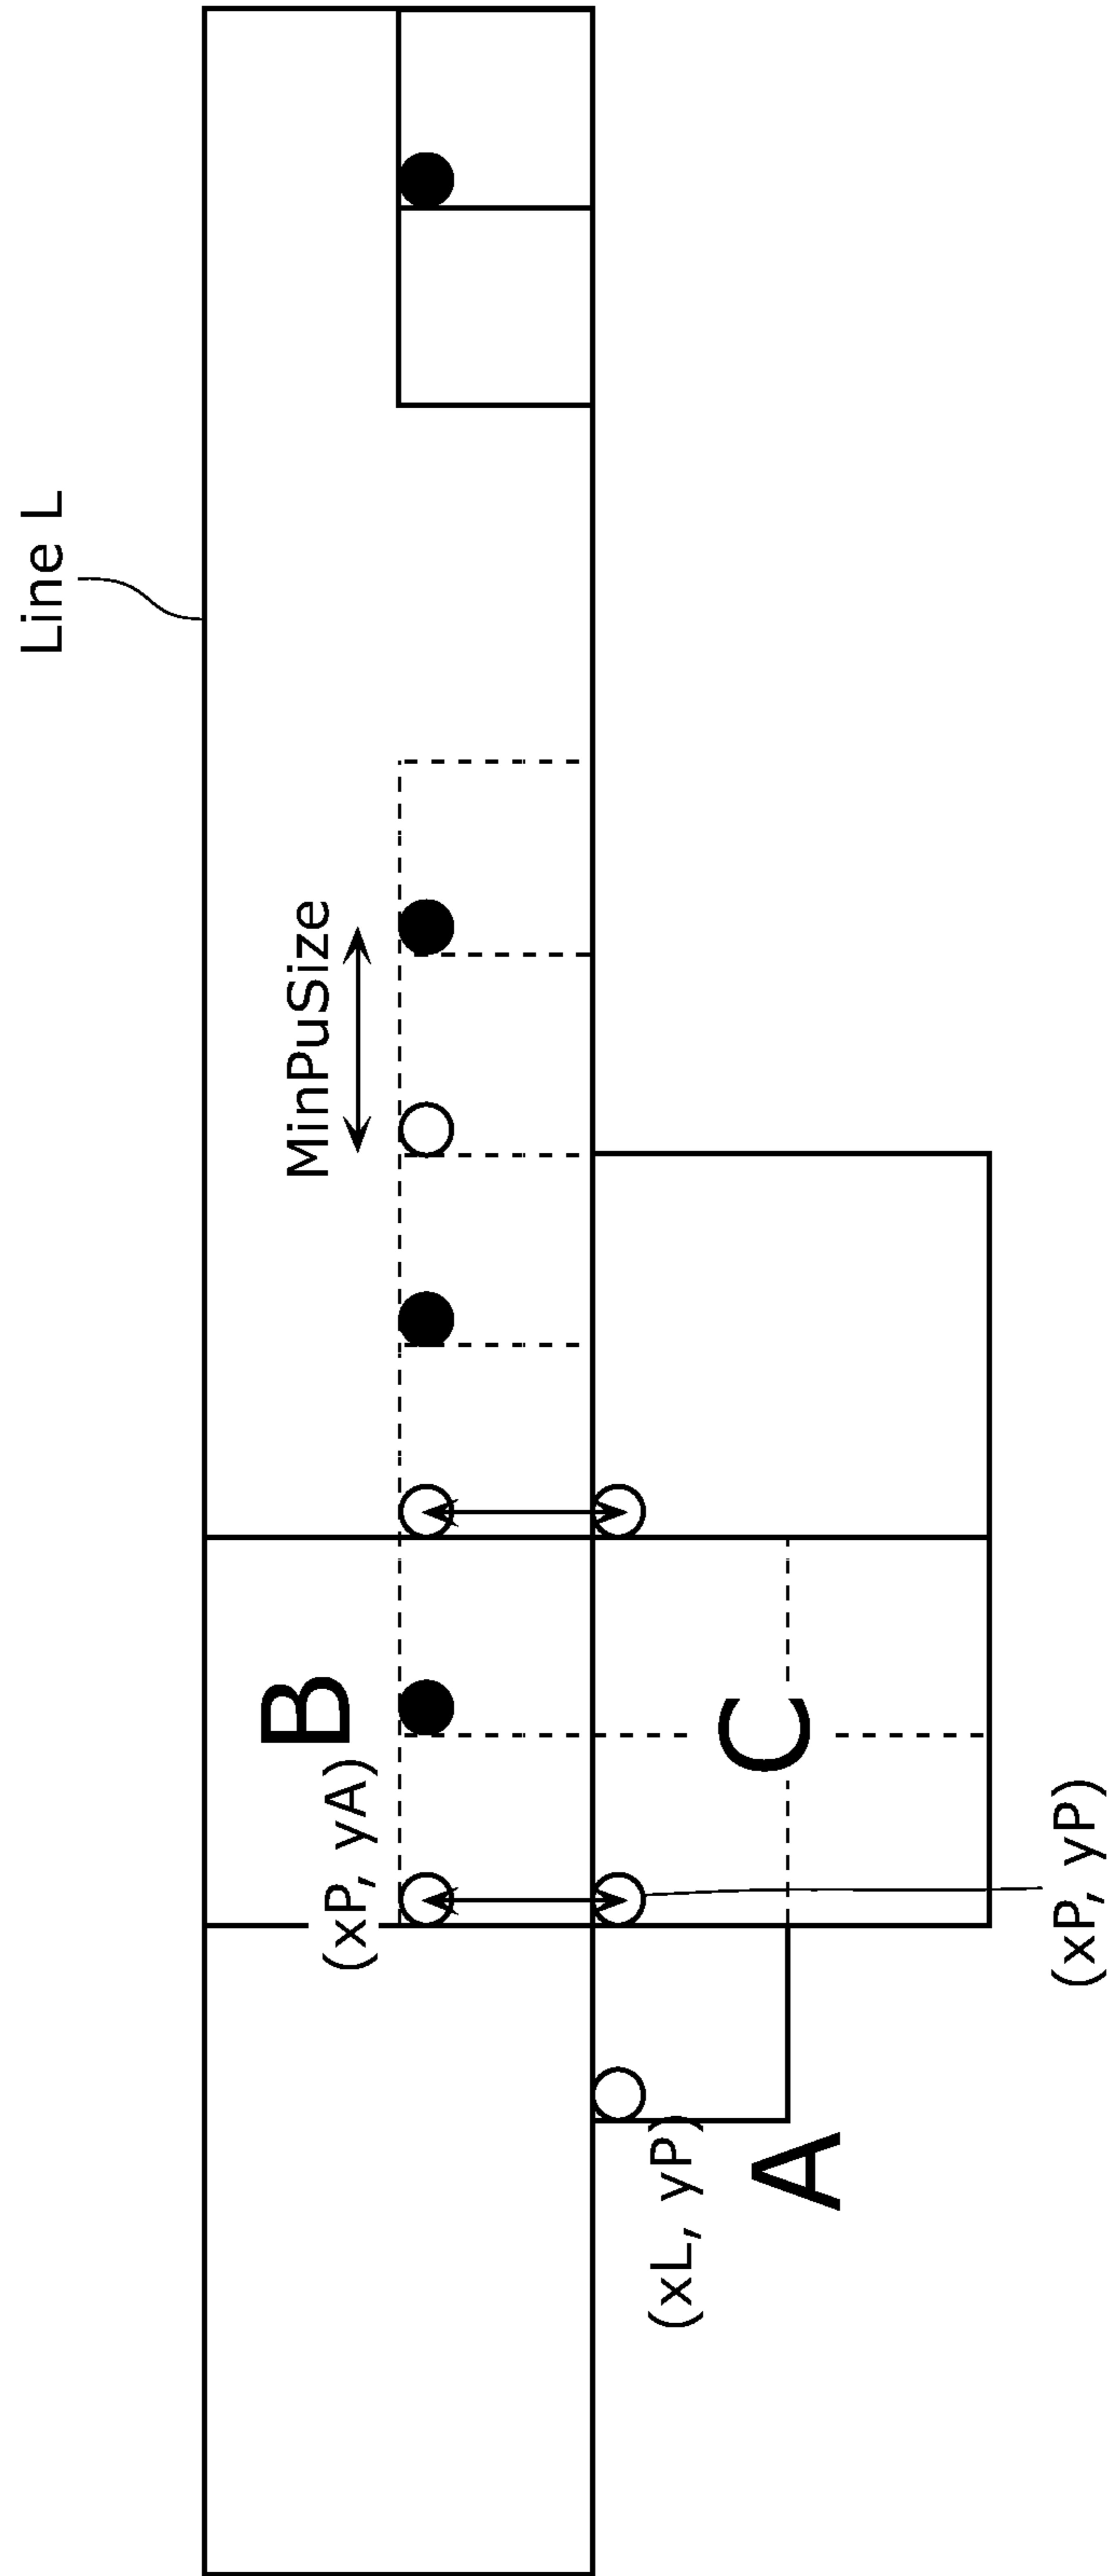 Line L
MinPuSize
B
(xP, yA)
C
(xP, yP)
(xL, yP)
A